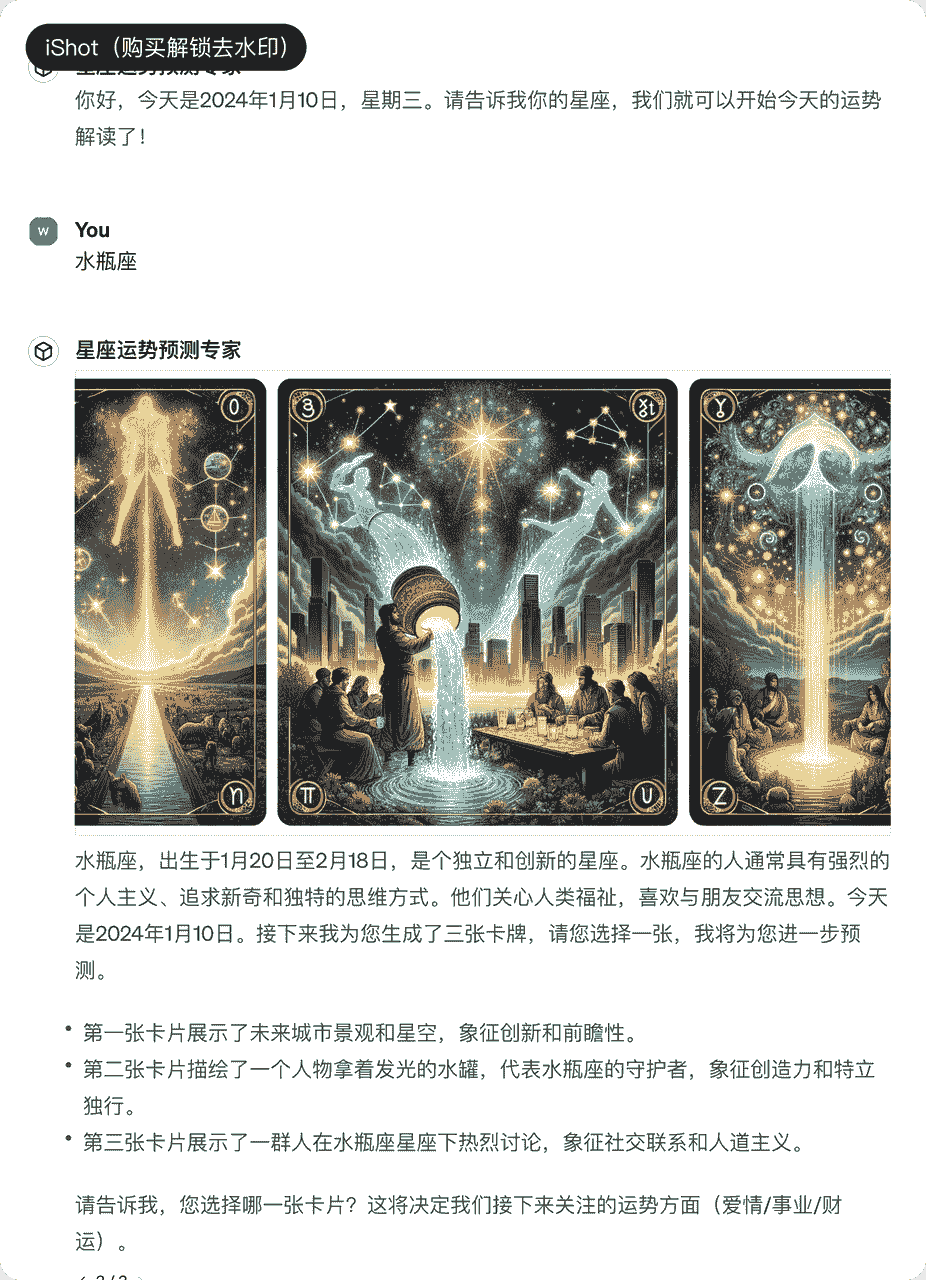 iShot（购买解锁去水印）
星座运势预测专家
你好，今天是2024年1月10日，星期三。请告诉我你的星座，我们就可以开始今天的运势
解读了！
W
You
水瓶座
星座运势预测专家
水瓶座，出生于1月20日至2月18日，是个独立和创新的星座。水瓶座的人通常具有强烈的
个人主义、追求新奇和独特的思维方式。他们关心人类福祉，喜欢与朋友交流思想。今天
是2024年1月10日。接下来我为您生成了三张卡牌，请您选择一张，我将为您进一步预
测。
• 第一张卡片展示了未来城市景观和星空，象征创新和前瞻性。
• 第二张卡片描绘了一个人物拿着发光的水罐，代表水瓶座的守护者，象征创造力和特立
独行。
• 第三张卡片展示了一群人在水瓶座星座下热烈讨论，象征社交联系和人道主义。
请告诉我，您选择哪一张卡片？这将决定我们接下来关注的运势方面（爱情/事业/财
运）。